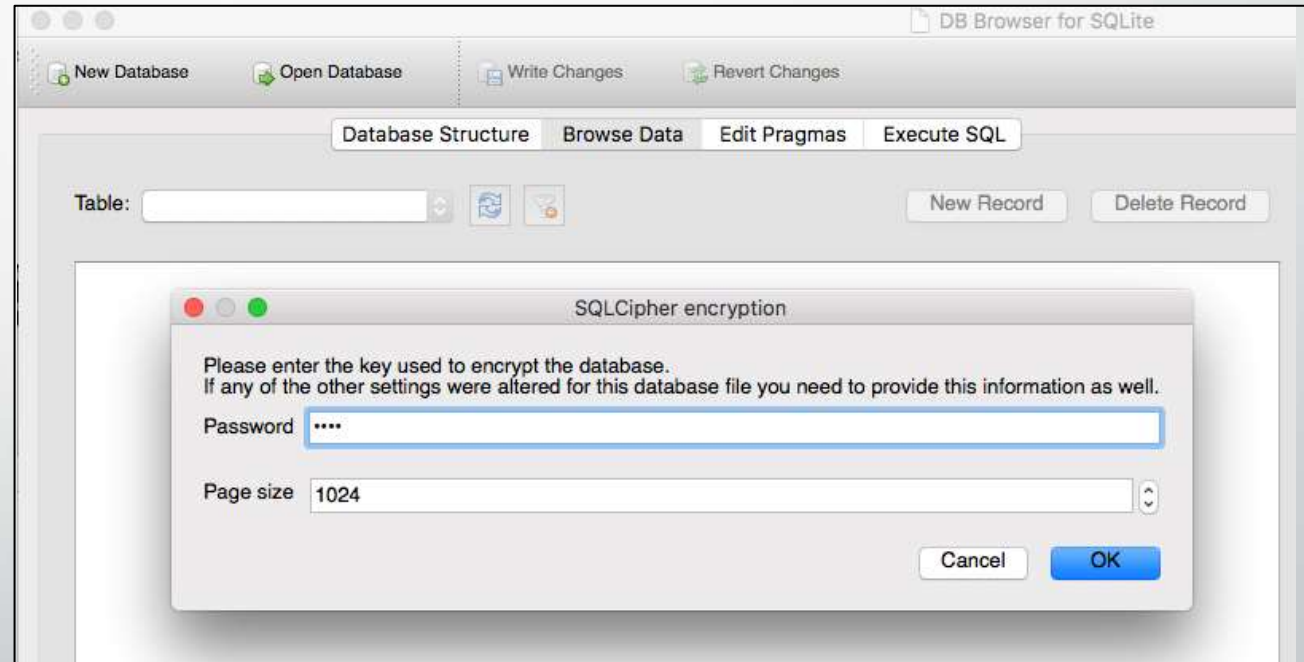 DB Browser for SQLite
New Database Open Database Write Changes Revert Changes
Database Structure Browse Data Edit Pragmas Execute SQL
Table: New Record Delete Record
SQLCipher encryption
Please enter the key used to encrypt the database.
If any of the other settings were altered for this database file you need to provide this information as well.
Password ••••
Page size 1024
Cancel OK